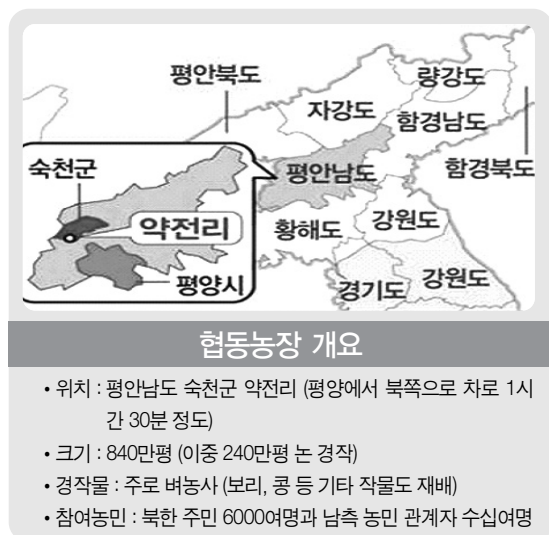 평안북도
량강도
자강도
함경남도
숙천군
평안남도
함경북도
약전리
황해도
강원도
평양시
경기도
강원도
협동농장 개요
• 위치 : 평안남도 숙천군 약전리 (평양에서 북쪽으로 차로 1시
간 30분 정도)
• 크기 : 840만평 (이중 240만평 논 경작)
• 경작물 : 주로 벼농사 (보리, 콩 등 기타 작물도 재배)
• 참여농민 : 북한 주민 6000여명과 남측 농민 관계자 수십여명